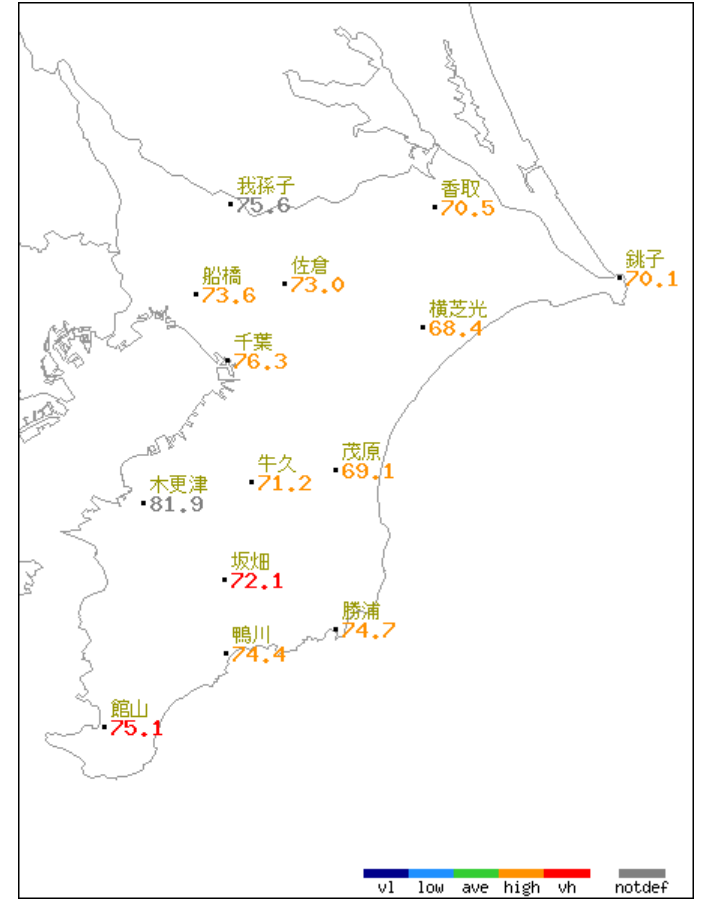 我孫子
75.6
香取
70.5
銚子
70.1
佐倉
73.0
船橋
73.6
横芝光
68.4
千葉
76.3
茂原
69.1
牛久
71.2
木更津
81.9
坂畑
72.1
勝浦
74.7
鴨川
74.4
館山
75.1
vl low ave high vh notdef